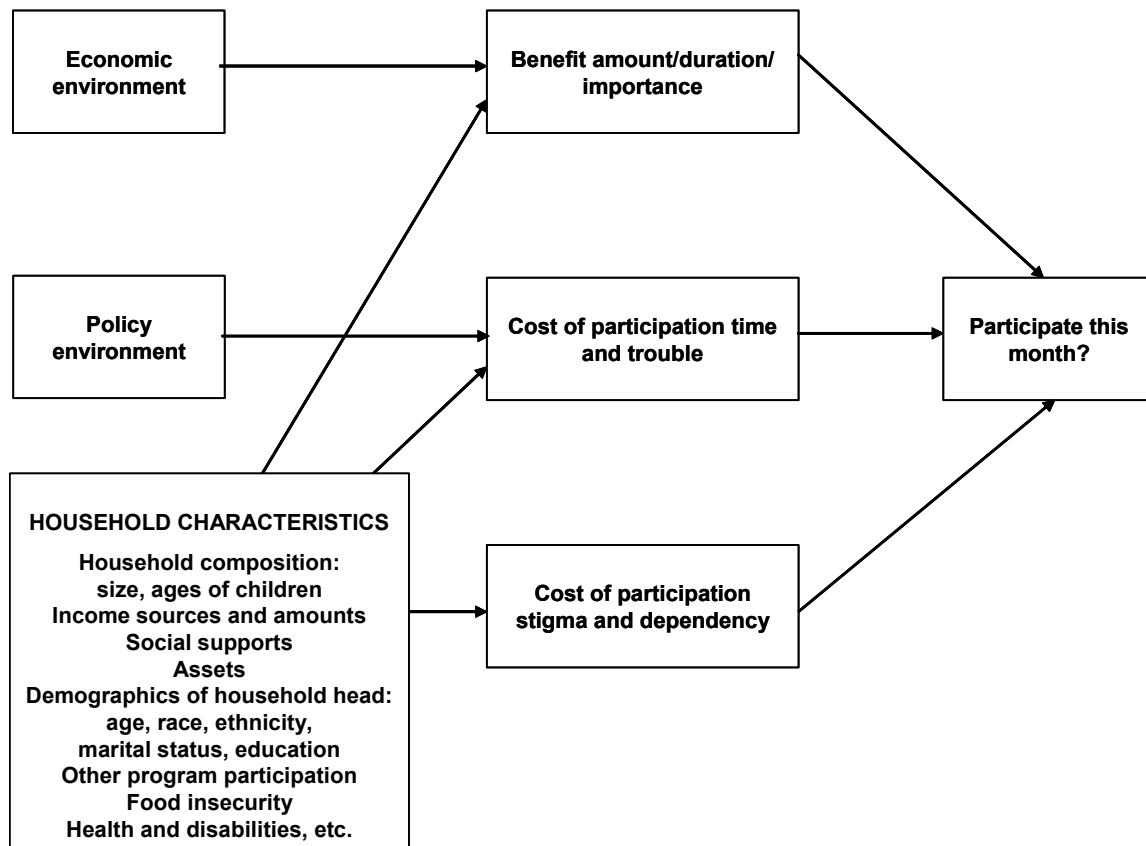 Economic
environment
Benefit amount/duration/
importance
Policy
environment
Cost of participation time
and trouble
Participate this
month?
HOUSEHOLD CHARACTERISTICS
Household composition:
size, ages of children
Income sources and amounts
Social supports
Assets
Demographics of household head:
age, race, ethnicity,
marital status, education
Other program participation
Food insecurity
Health and disabilities, etc.
Cost of participation
stigma and dependency